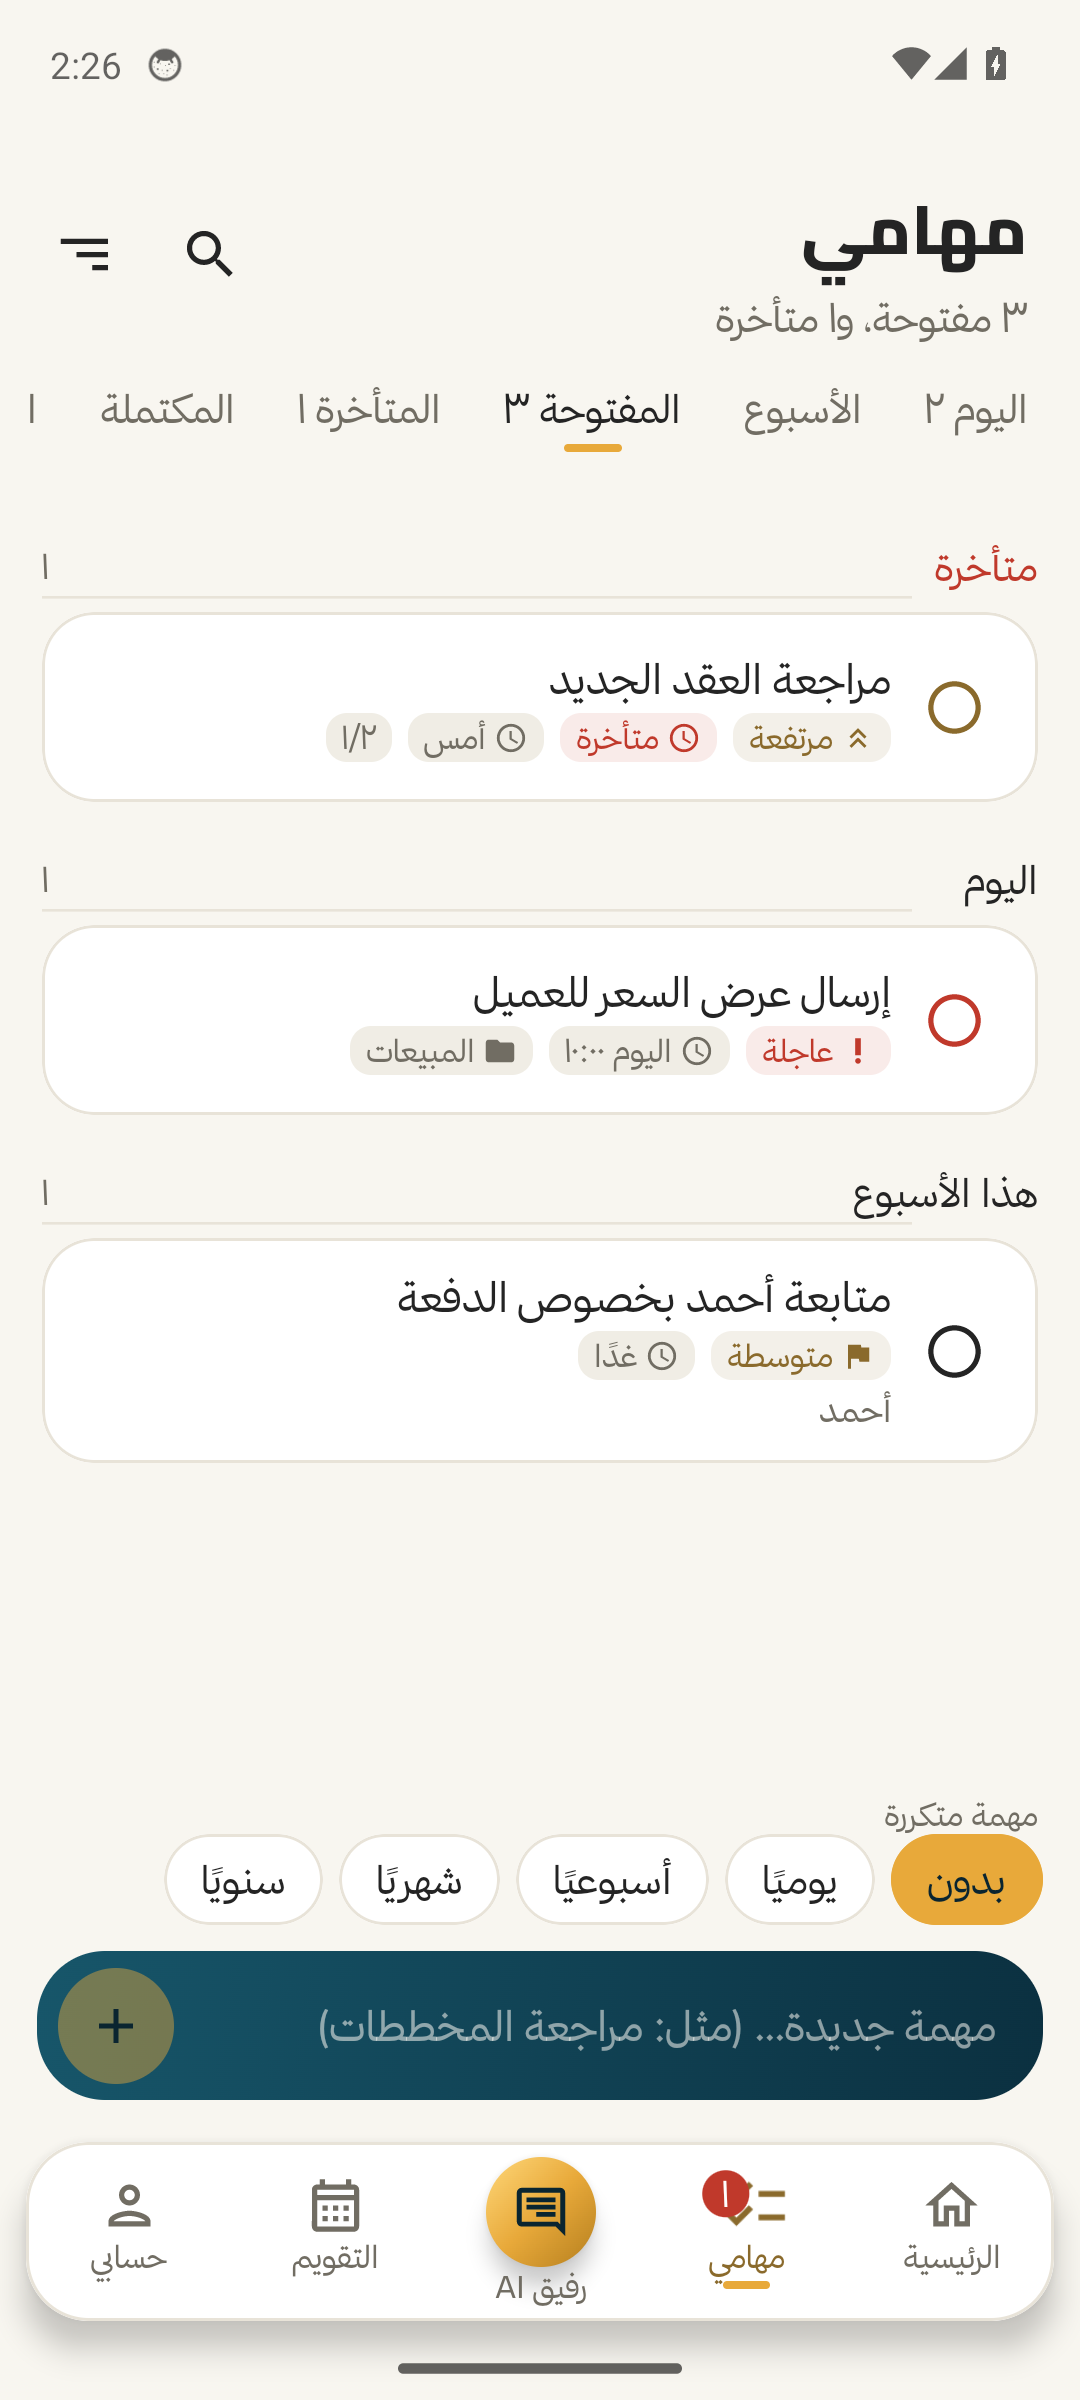 2:26
مهامي
٣ مفتوحة، و١ متأخرة
اليوم ٢ الأسبوع المفتوحة ٣ المتأخرة ١ المكتملة ا
متأخرة ١
مراجعة العقد الجديد
مرتفعة متأخرة أمس ١/٢
اليوم ١
إرسال عرض السعر للعميل
عاجلة اليوم ١٠:٠٠ المبيعات
هذا الأسبوع ١
متابعة أحمد بخصوص الدفعة
متوسطة غدًا
أحمد
مهمة متكررة
بدون يوميًا أسبوعيًا شهريًا سنويًا
مهمة جديدة... (مثل: مراجعة المخططات)
١
الرئيسية مهامي رفيق AI التقويم حسابي